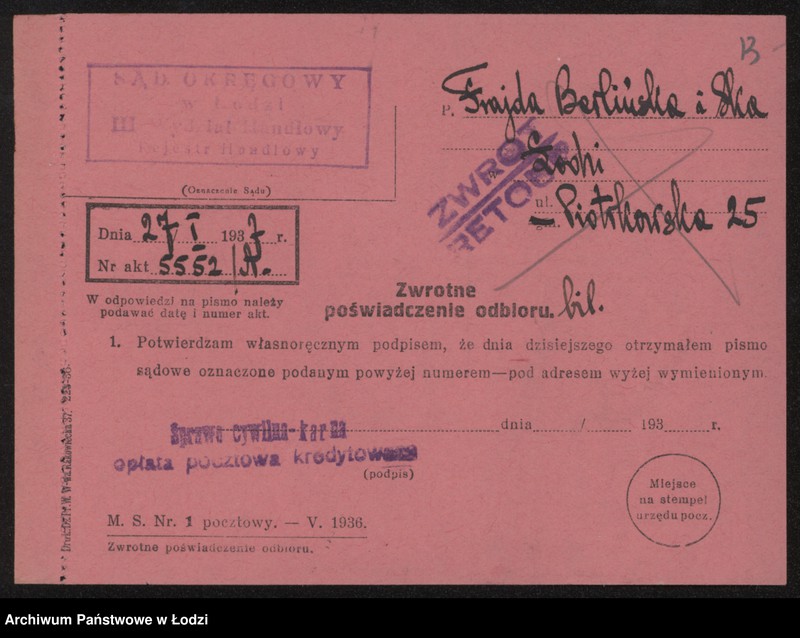 B
SĄD OKRĘGOWY
w Łodzi
III Wydział Handlowy
Rejestr Handlowy
(Oznaczenie Sądu)
P. Frajda Berlińska i Ska
Łodzi
ul. Piotrkowska 25
ZWROT
RETOUR
Dnia 27 I 1937 r.
Nr akt 5552/R.
W odpowiedzi na pismo należy
podawać datę i numer akt.
Zwrotne
poświadczenie odbioru. bil.
1. Potwierdzam własnoręcznym podpisem, że dnia dzisiejszego otrzymałem pismo
sądowe oznaczone podanym powyżej numerem—pod adresem wyżej wymienionym.
Sprawa cywilna-karna
opłata pocztowa kredytowana
dnia / 193 r.
(podpis)
Miejsce
na stempel
urzędu pocz.
M. S. Nr. 1 pocztowy. — V. 1936.
Zwrotne poświadczenie odbioru.
Archiwum Państwowe w Łodzi